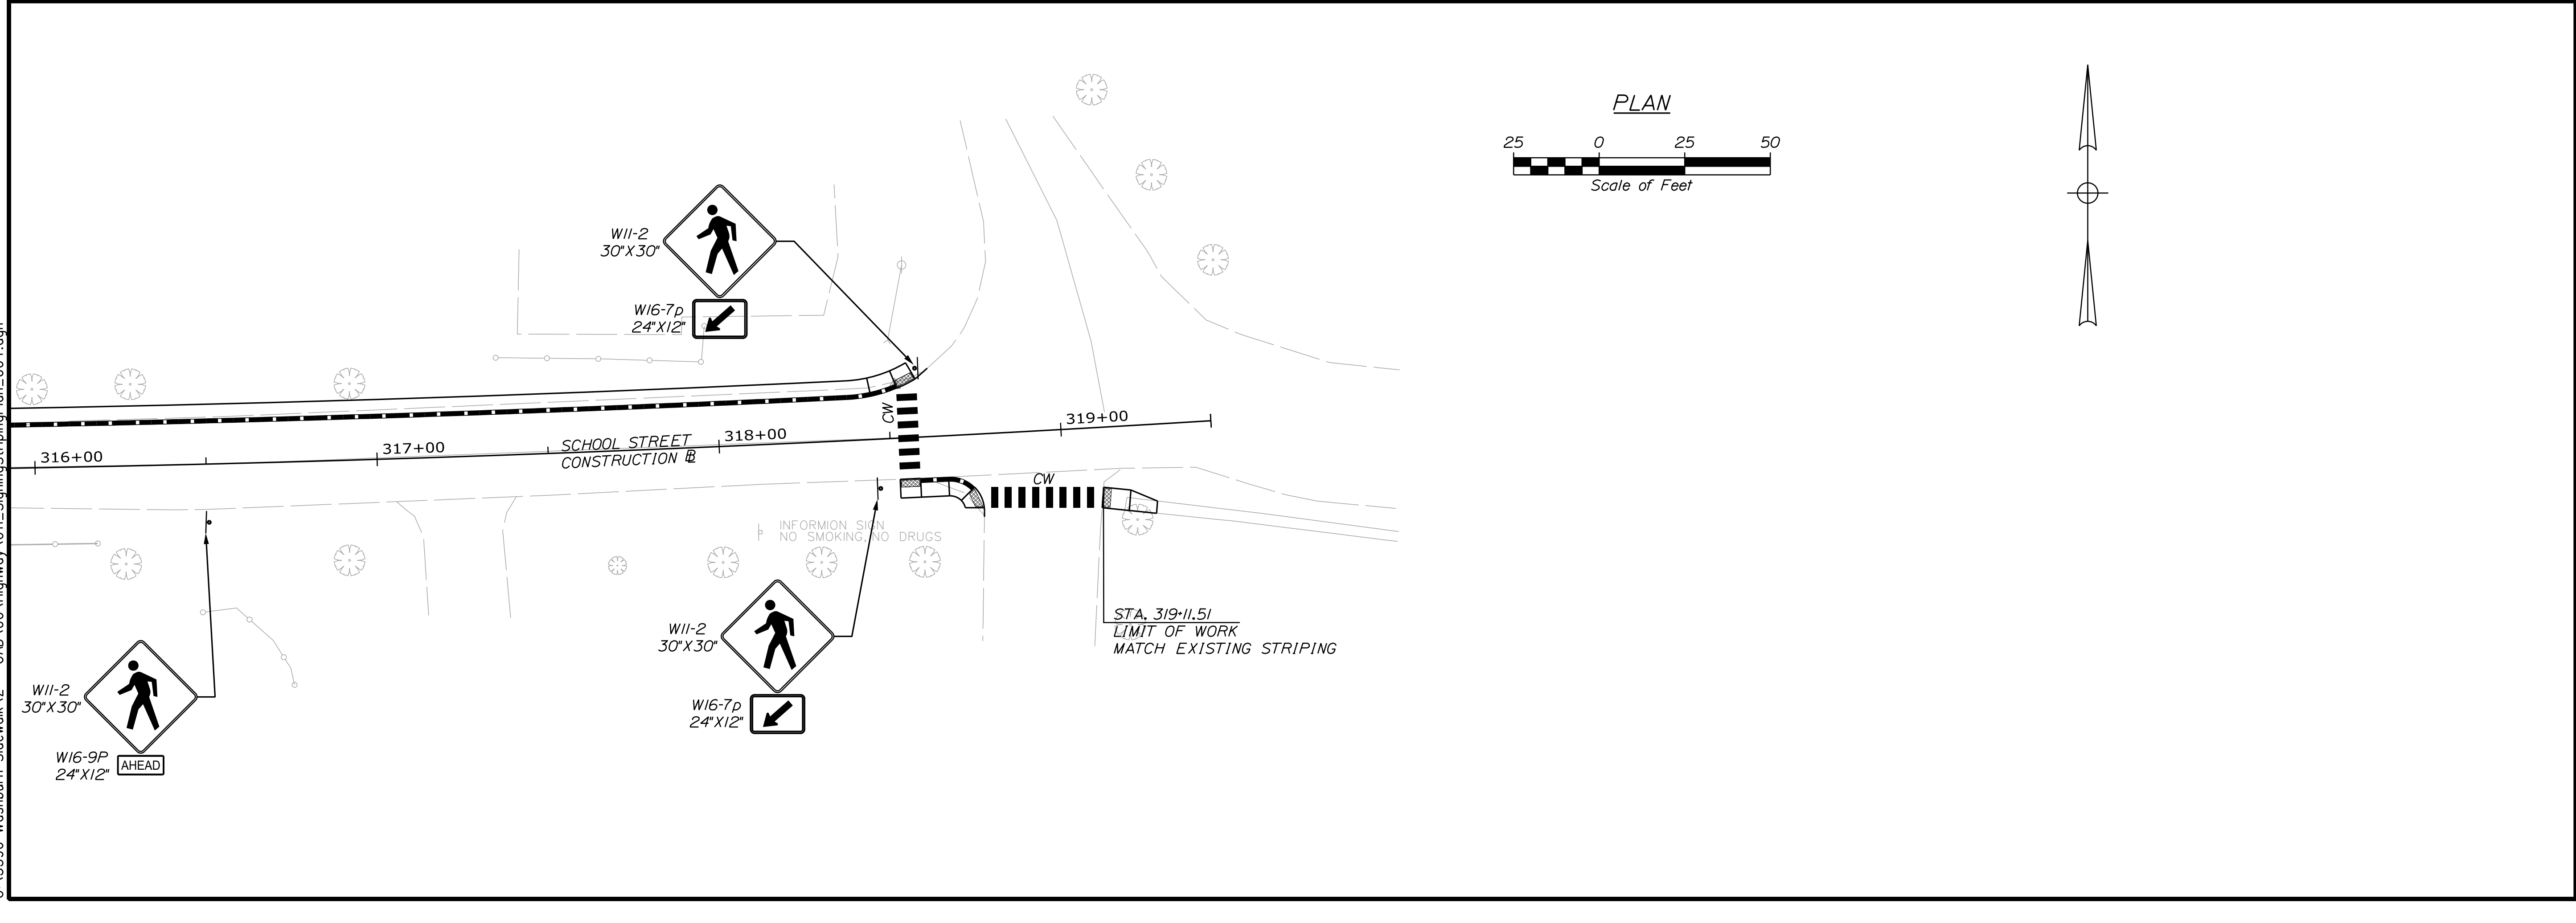 PLAN
25 0 25 50
Scale of Feet
W11-2
30"X30"
W16-7p
24"X12"
CW
319+00
318+00
317+00
316+00
SCHOOL STREET
CONSTRUCTION BL
CW
INFORMION SIGN
NO SMOKING, NO DRUGS
STA. 319+11.51
LIMIT OF WORK
MATCH EXISTING STRIPING
W11-2
30"X30"
W16-7p
24"X12"
W11-2
30"X30"
W16-9P
24"X12"
AHEAD